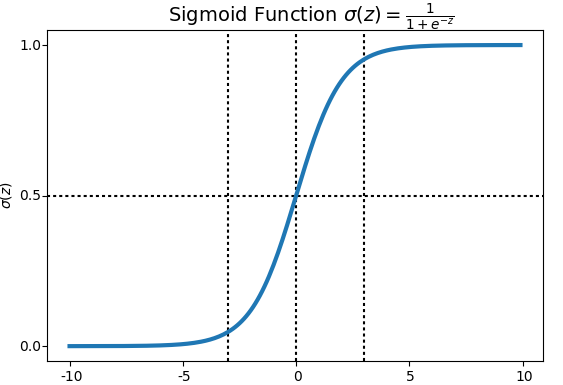 Sigmoid Function σ(z) = 1/(1+e^{-z})
1.0
0.5
0.0
σ(z)
-10 -5 0 5 10